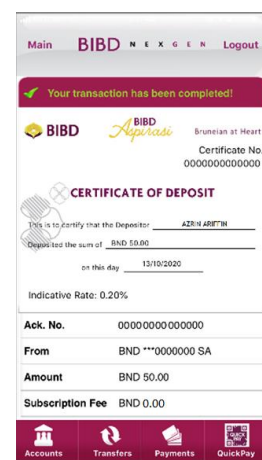 Main BIBD NEXGEN Logout
Your transaction has been completed!
BIBD BIBD Aspirasi Bruneian at Heart
Certificate No.
0000000000000
CERTIFICATE OF DEPOSIT
This is to certify that the Depositor AZRIN ARIFFIN
Deposited the sum of BND 50.00
on this day 13/10/2020
Indicative Rate: 0.20%
Ack. No. 00000000000000
From BND ***0000000 SA
Amount BND 50.00
Subscription Fee BND 0.00
QUICK PAY
Accounts Transfers Payments QuickPay